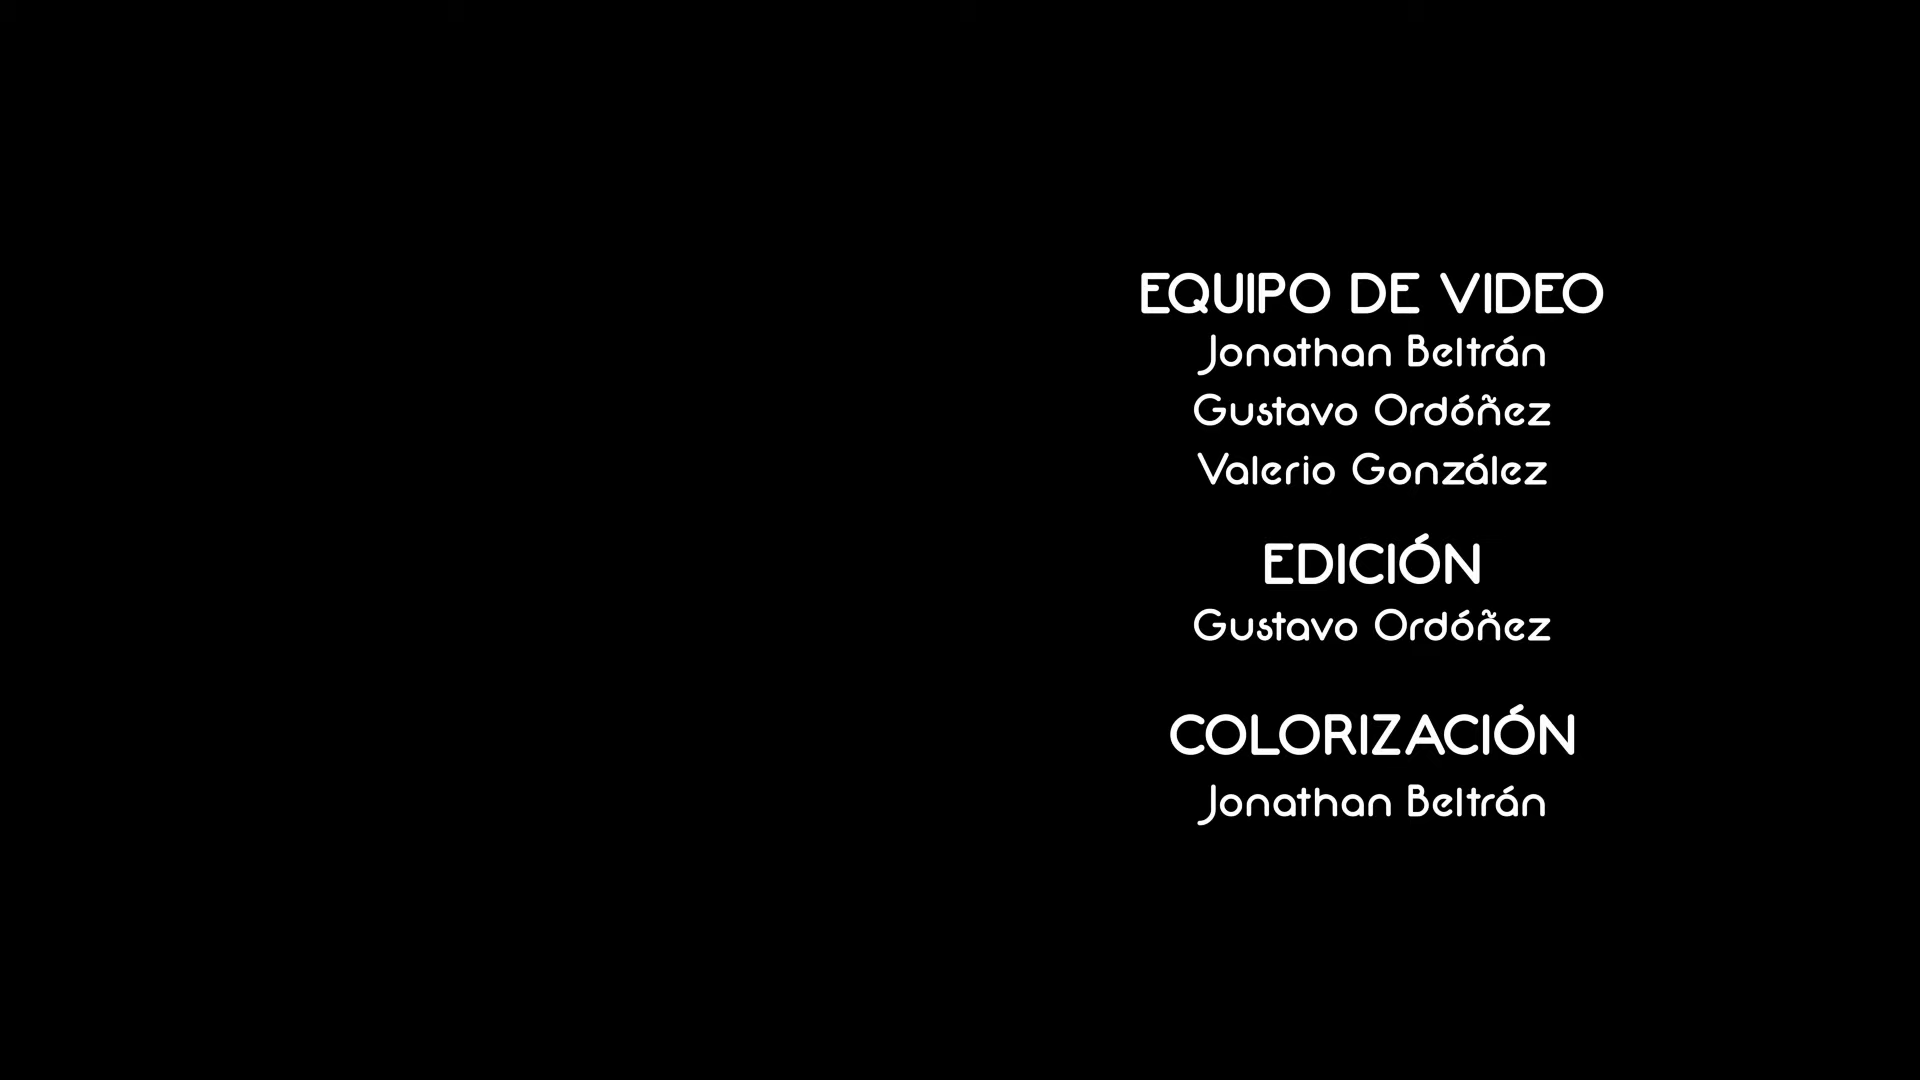 EQUIPO DE VIDEO
Jonathan Beltrán
Gustavo Ordóñez
Valerio González
EDICIÓN
Gustavo Ordóñez
COLORIZACIÓN
Jonathan Beltrán